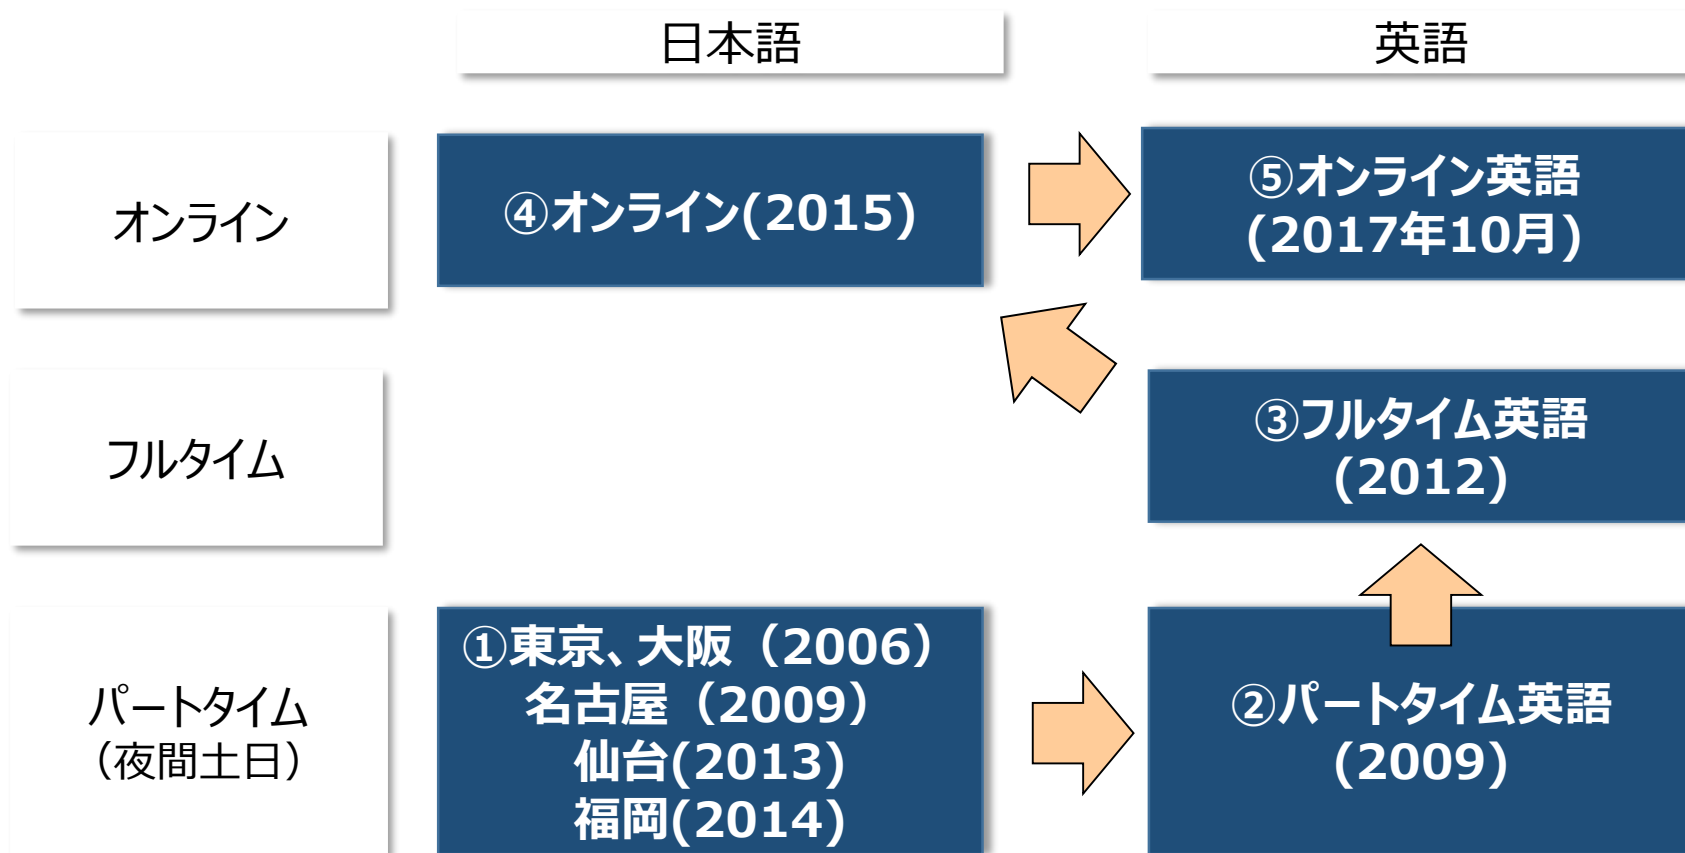 日本語
英語
オンライン
④オンライン(2015)
⑤オンライン英語
(2017年10月)
フルタイム
③フルタイム英語
(2012)
パートタイム
（夜間土日）
①東京、大阪（2006）
名古屋（2009）
仙台(2013)
福岡(2014)
②パートタイム英語
(2009)